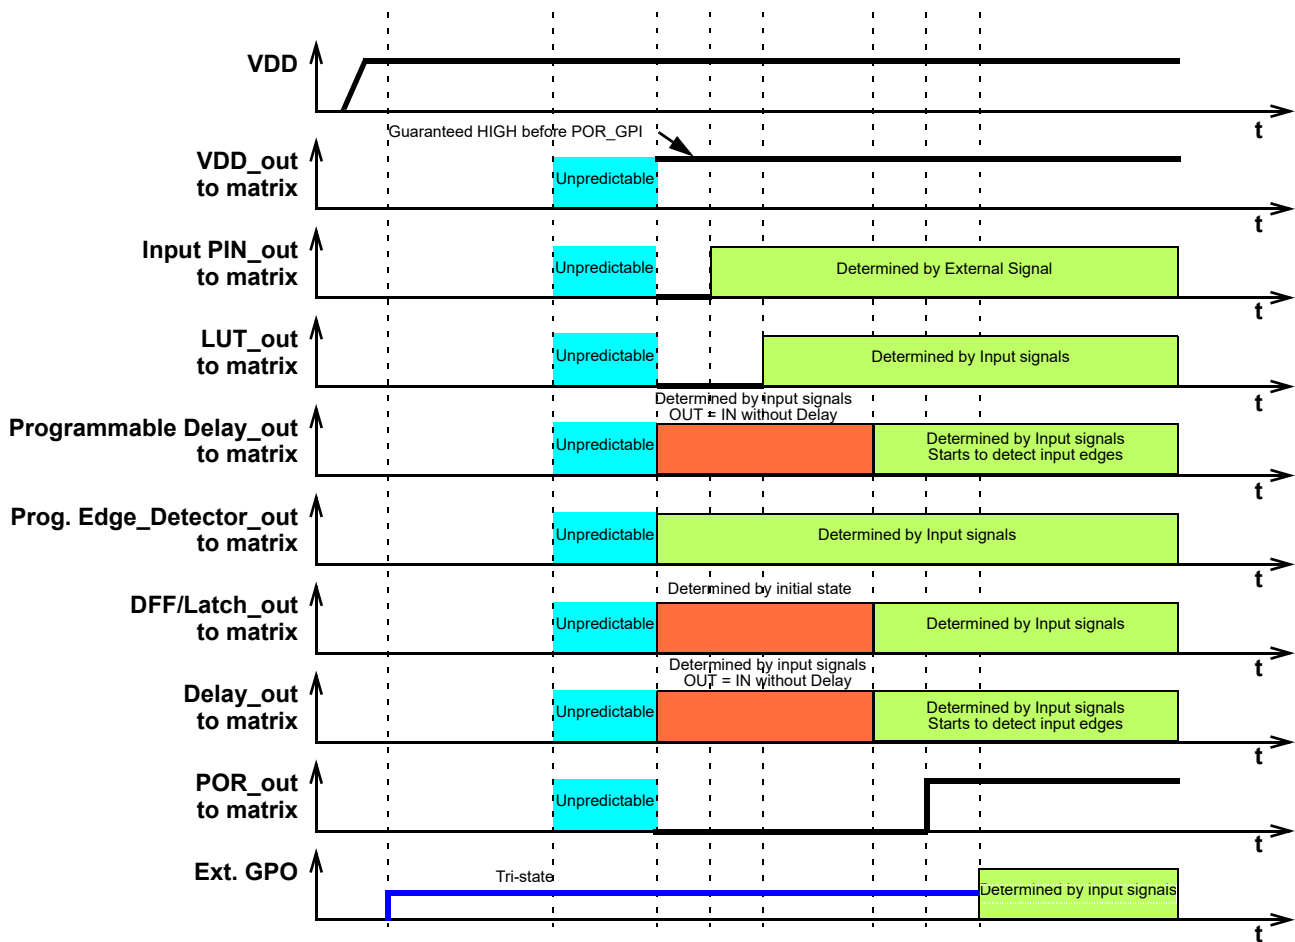 VDD
t
Guaranteed HIGH before POR_GPI
VDD_out
to matrix
Unpredictable
t
Input PIN_out
to matrix
Unpredictable
Determined by External Signal
t
LUT_out
to matrix
Unpredictable
Determined by Input signals
t
Determined by input signals
OUT = IN without Delay
Programmable Delay_out
to matrix
Unpredictable
Determined by Input signals
Starts to detect input edges
t
Prog. Edge_Detector_out
to matrix
Unpredictable
Determined by Input signals
t
Determined by initial state
DFF/Latch_out
to matrix
Unpredictable
Determined by Input signals
t
Determined by input signals
OUT = IN without Delay
Delay_out
to matrix
Unpredictable
Determined by Input signals
Starts to detect input edges
t
POR_out
to matrix
Unpredictable
t
Ext. GPO
Tri-state
Determined by input signals
t